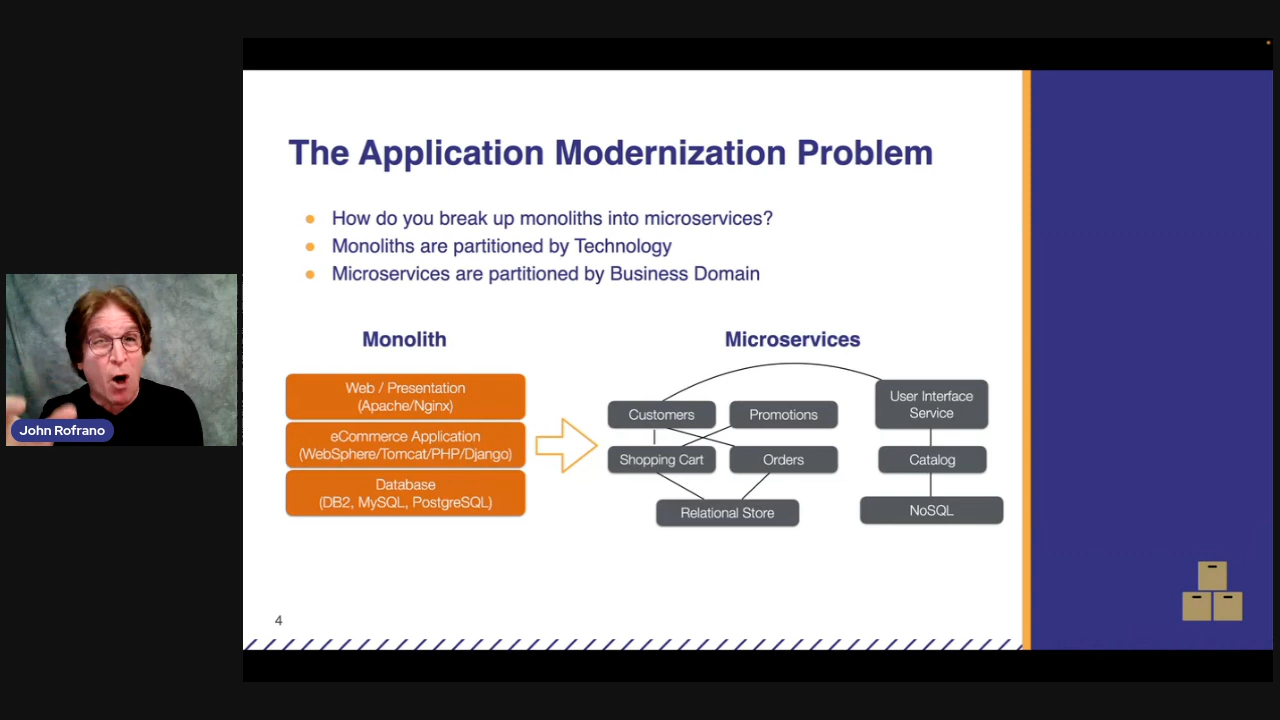 The Application Modernization Problem
How do you break up monoliths into microservices?
Monoliths are partitioned by Technology
Microservices are partitioned by Business Domain
Monolith
Web / Presentation
(Apache/Nginx)
eCommerce Application
(WebSphere/Tomcat/PHP/Django)
Database
(DB2, MySQL, PostgreSQL)
Microservices
Customers
Promotions
User Interface
Service
Shopping Cart
Orders
Catalog
Relational Store
NoSQL
John Rofrano
4